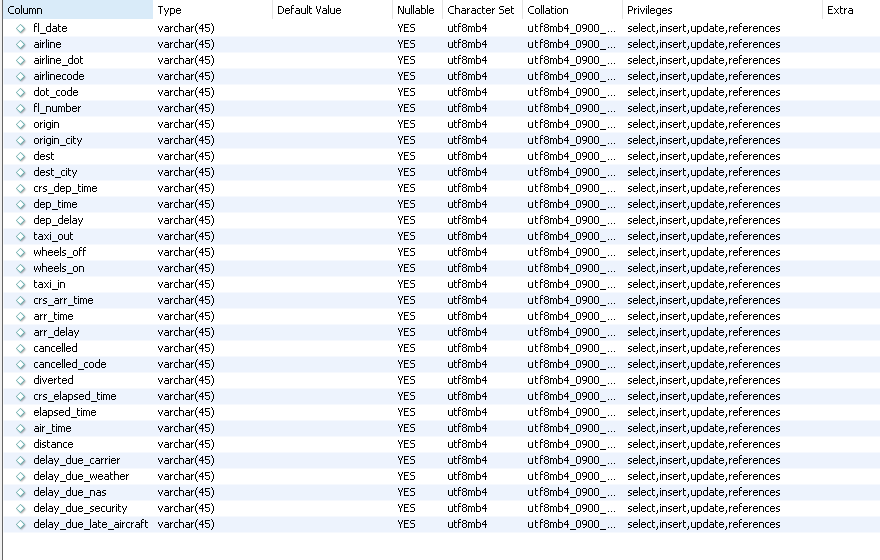 Column Type Default Value Nullable Character Set Collation Privileges Extra
fl_date varchar(45) YES utf8mb4 utf8mb4_0900_... select,insert,update,references
airline varchar(45) YES utf8mb4 utf8mb4_0900_... select,insert,update,references
airline_dot varchar(45) YES utf8mb4 utf8mb4_0900_... select,insert,update,references
airlinecode varchar(45) YES utf8mb4 utf8mb4_0900_... select,insert,update,references
dot_code varchar(45) YES utf8mb4 utf8mb4_0900_... select,insert,update,references
fl_number varchar(45) YES utf8mb4 utf8mb4_0900_... select,insert,update,references
origin varchar(45) YES utf8mb4 utf8mb4_0900_... select,insert,update,references
origin_city varchar(45) YES utf8mb4 utf8mb4_0900_... select,insert,update,references
dest varchar(45) YES utf8mb4 utf8mb4_0900_... select,insert,update,references
dest_city varchar(45) YES utf8mb4 utf8mb4_0900_... select,insert,update,references
crs_dep_time varchar(45) YES utf8mb4 utf8mb4_0900_... select,insert,update,references
dep_time varchar(45) YES utf8mb4 utf8mb4_0900_... select,insert,update,references
dep_delay varchar(45) YES utf8mb4 utf8mb4_0900_... select,insert,update,references
taxi_out varchar(45) YES utf8mb4 utf8mb4_0900_... select,insert,update,references
wheels_off varchar(45) YES utf8mb4 utf8mb4_0900_... select,insert,update,references
wheels_on varchar(45) YES utf8mb4 utf8mb4_0900_... select,insert,update,references
taxi_in varchar(45) YES utf8mb4 utf8mb4_0900_... select,insert,update,references
crs_arr_time varchar(45) YES utf8mb4 utf8mb4_0900_... select,insert,update,references
arr_time varchar(45) YES utf8mb4 utf8mb4_0900_... select,insert,update,references
arr_delay varchar(45) YES utf8mb4 utf8mb4_0900_... select,insert,update,references
cancelled varchar(45) YES utf8mb4 utf8mb4_0900_... select,insert,update,references
cancelled_code varchar(45) YES utf8mb4 utf8mb4_0900_... select,insert,update,references
diverted varchar(45) YES utf8mb4 utf8mb4_0900_... select,insert,update,references
crs_elapsed_time varchar(45) YES utf8mb4 utf8mb4_0900_... select,insert,update,references
elapsed_time varchar(45) YES utf8mb4 utf8mb4_0900_... select,insert,update,references
air_time varchar(45) YES utf8mb4 utf8mb4_0900_... select,insert,update,references
distance varchar(45) YES utf8mb4 utf8mb4_0900_... select,insert,update,references
delay_due_carrier varchar(45) YES utf8mb4 utf8mb4_0900_... select,insert,update,references
delay_due_weather varchar(45) YES utf8mb4 utf8mb4_0900_... select,insert,update,references
delay_due_nas varchar(45) YES utf8mb4 utf8mb4_0900_... select,insert,update,references
delay_due_security varchar(45) YES utf8mb4 utf8mb4_0900_... select,insert,update,references
delay_due_late_aircraft varchar(45) YES utf8mb4 utf8mb4_0900_... select,insert,update,references